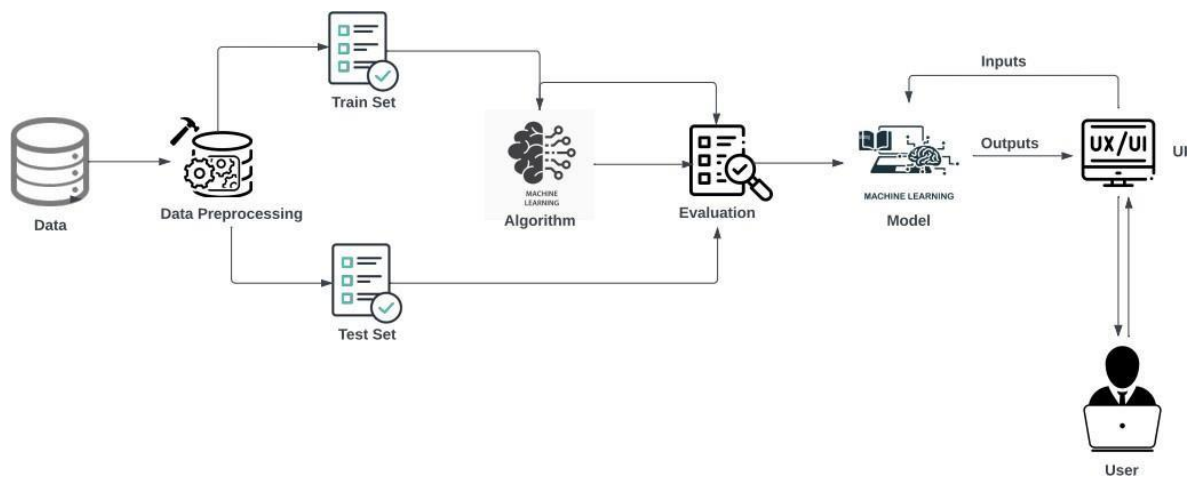 Train Set
Data
Data Preprocessing
MACHINE
LEARNING
Algorithm
Evaluation
MACHINE LEARNING
Model
Inputs
Outputs
UX/UI
UI
Test Set
User